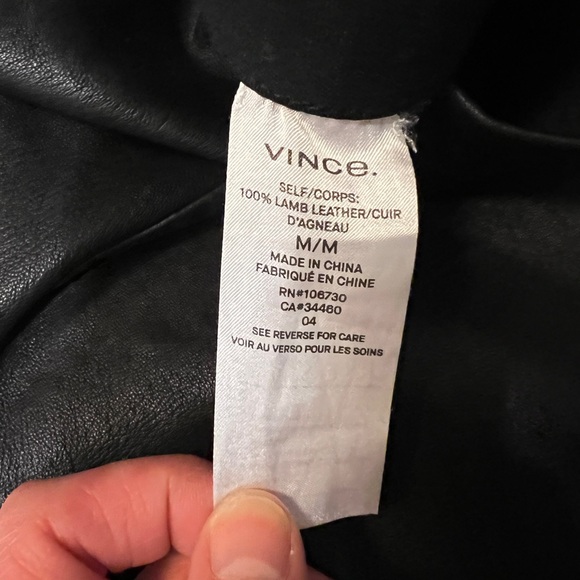 VINCe.
SELF/CORPS:
100% LAMB LEATHER/CUIR
D'AGNEAU
M/M
MADE IN CHINA
FABRIQUÉ EN CHINE
RN#106730
CA#34460
04
SEE REVERSE FOR CARE
VOIR AU VERSO POUR LES SOINS